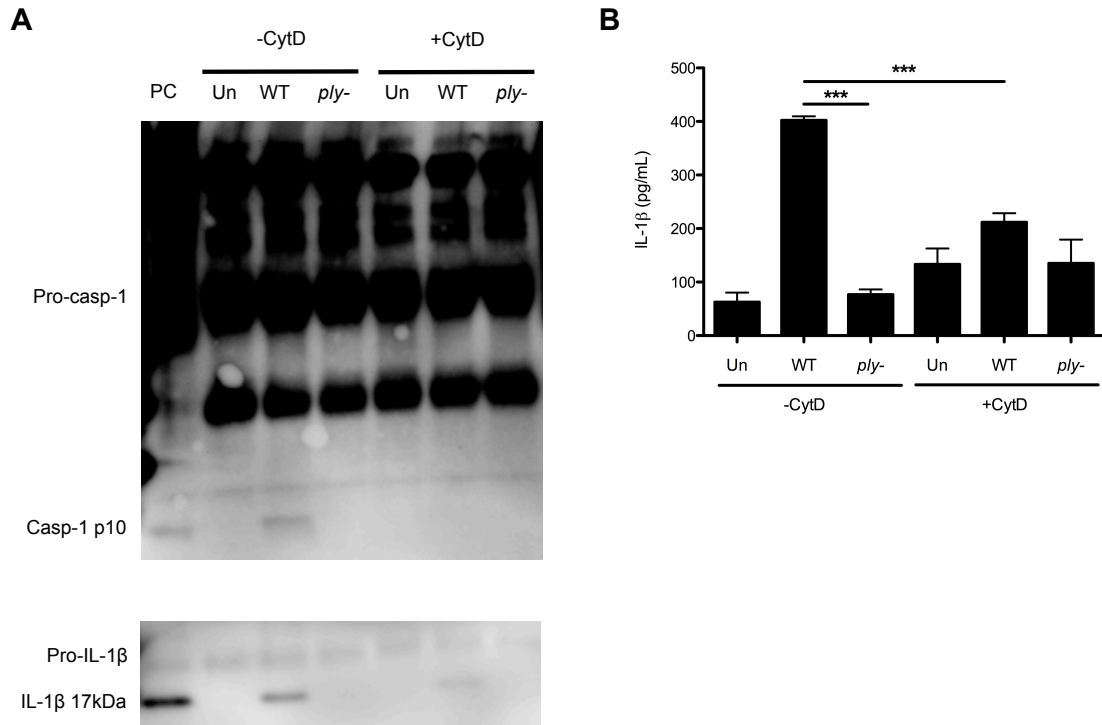 A
-CytD +CytD
PC Un WT ply- Un WT ply-
Pro-casp-1
Casp-1 p10
Pro-IL-1β
IL-1β 17kDa
B
500
400
300
200
100
0
IL-1β (pg/mL)
***
***
Un WT ply- Un WT ply-
-CytD +CytD